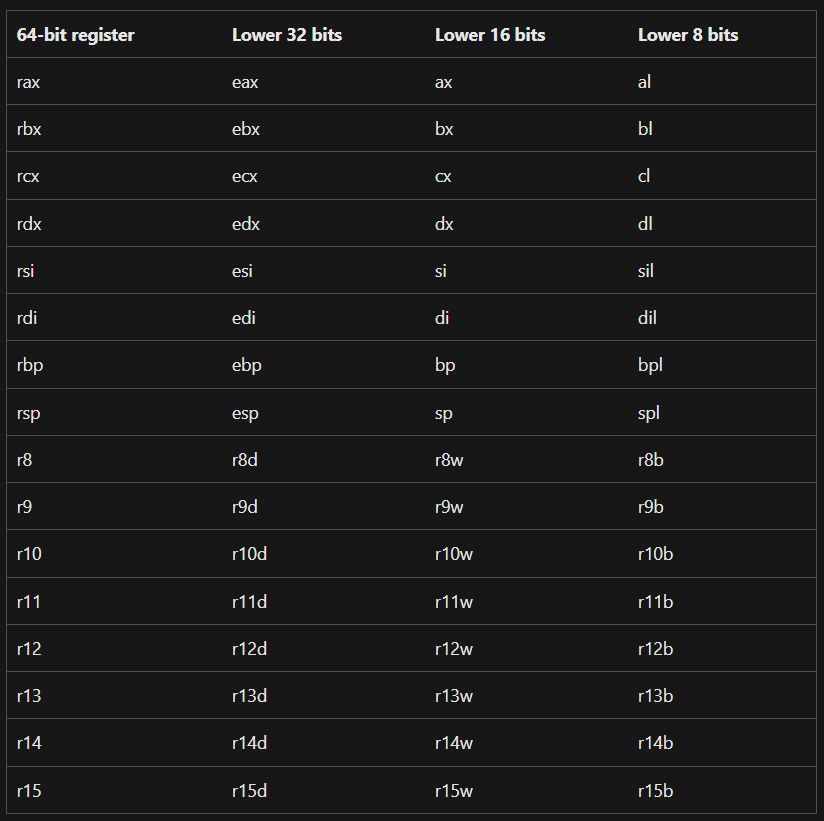 64-bit register Lower 32 bits Lower 16 bits Lower 8 bits
rax eax ax al
rbx ebx bx bl
rcx ecx cx cl
rdx edx dx dl
rsi esi si sil
rdi edi di dil
rbp ebp bp bpl
rsp esp sp spl
r8 r8d r8w r8b
r9 r9d r9w r9b
r10 r10d r10w r10b
r11 r11d r11w r11b
r12 r12d r12w r12b
r13 r13d r13w r13b
r14 r14d r14w r14b
r15 r15d r15w r15b